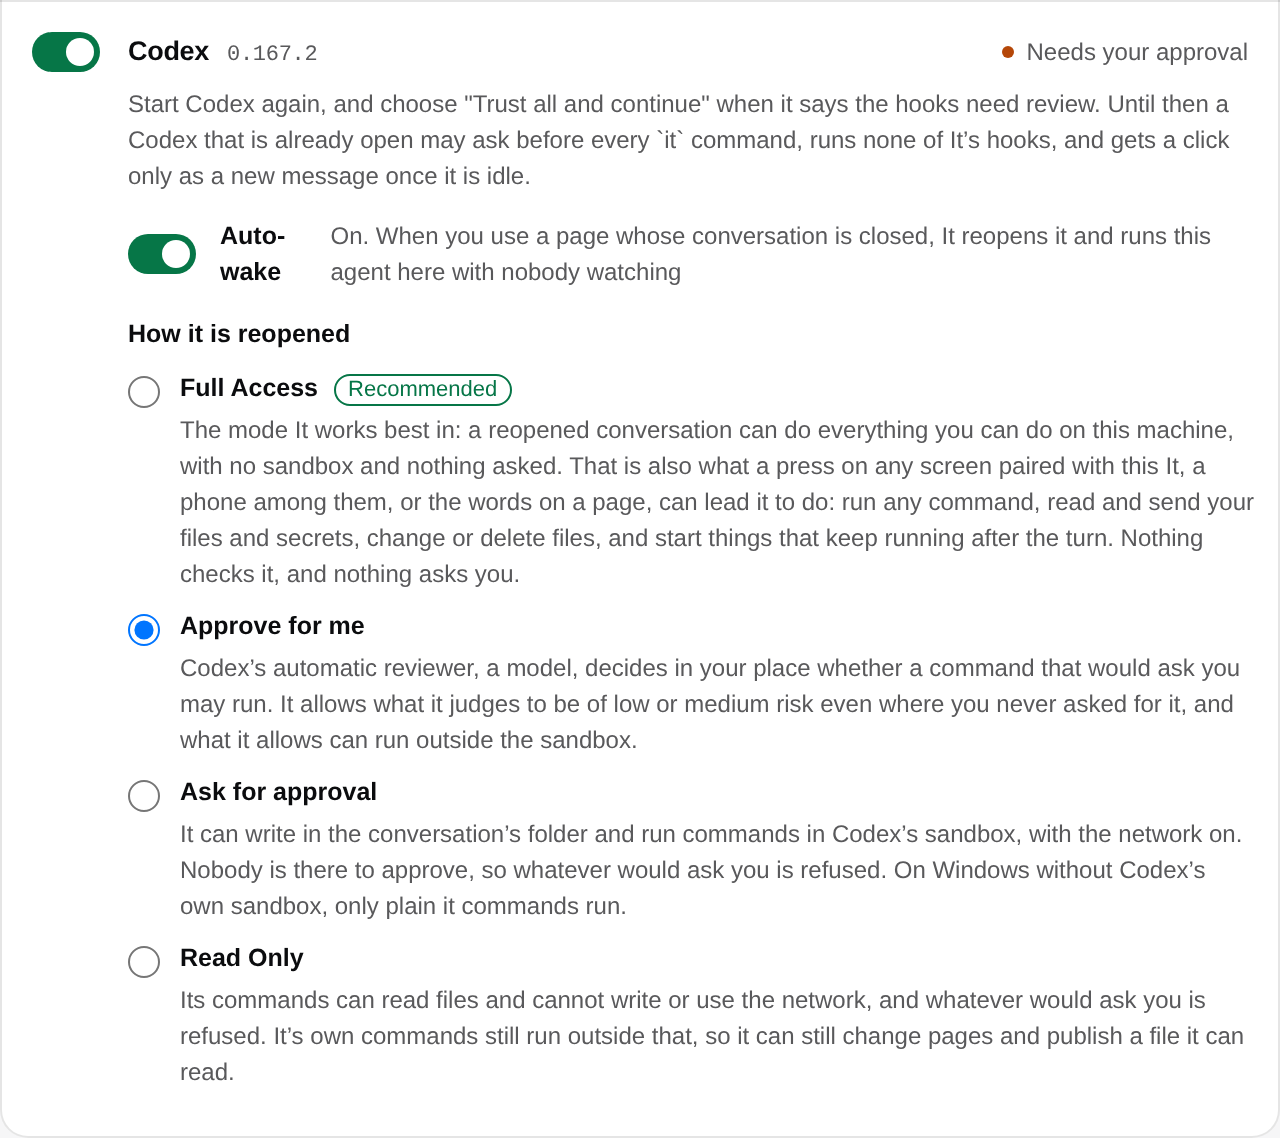 Codex 0.167.2
Needs your approval
Start Codex again, and choose "Trust all and continue" when it says the hooks need review. Until then a
Codex that is already open may ask before every `it` command, runs none of It’s hooks, and gets a click
only as a new message once it is idle.
Auto-
wake
On. When you use a page whose conversation is closed, It reopens it and runs this
agent here with nobody watching
How it is reopened
Full Access Recommended
The mode It works best in: a reopened conversation can do everything you can do on this machine,
with no sandbox and nothing asked. That is also what a press on any screen paired with this It, a
phone among them, or the words on a page, can lead it to do: run any command, read and send your
files and secrets, change or delete files, and start things that keep running after the turn. Nothing
checks it, and nothing asks you.
Approve for me
Codex’s automatic reviewer, a model, decides in your place whether a command that would ask you
may run. It allows what it judges to be of low or medium risk even where you never asked for it, and
what it allows can run outside the sandbox.
Ask for approval
It can write in the conversation’s folder and run commands in Codex’s sandbox, with the network on.
Nobody is there to approve, so whatever would ask you is refused. On Windows without Codex’s
own sandbox, only plain it commands run.
Read Only
Its commands can read files and cannot write or use the network, and whatever would ask you is
refused. It’s own commands still run outside that, so it can still change pages and publish a file it can
read.